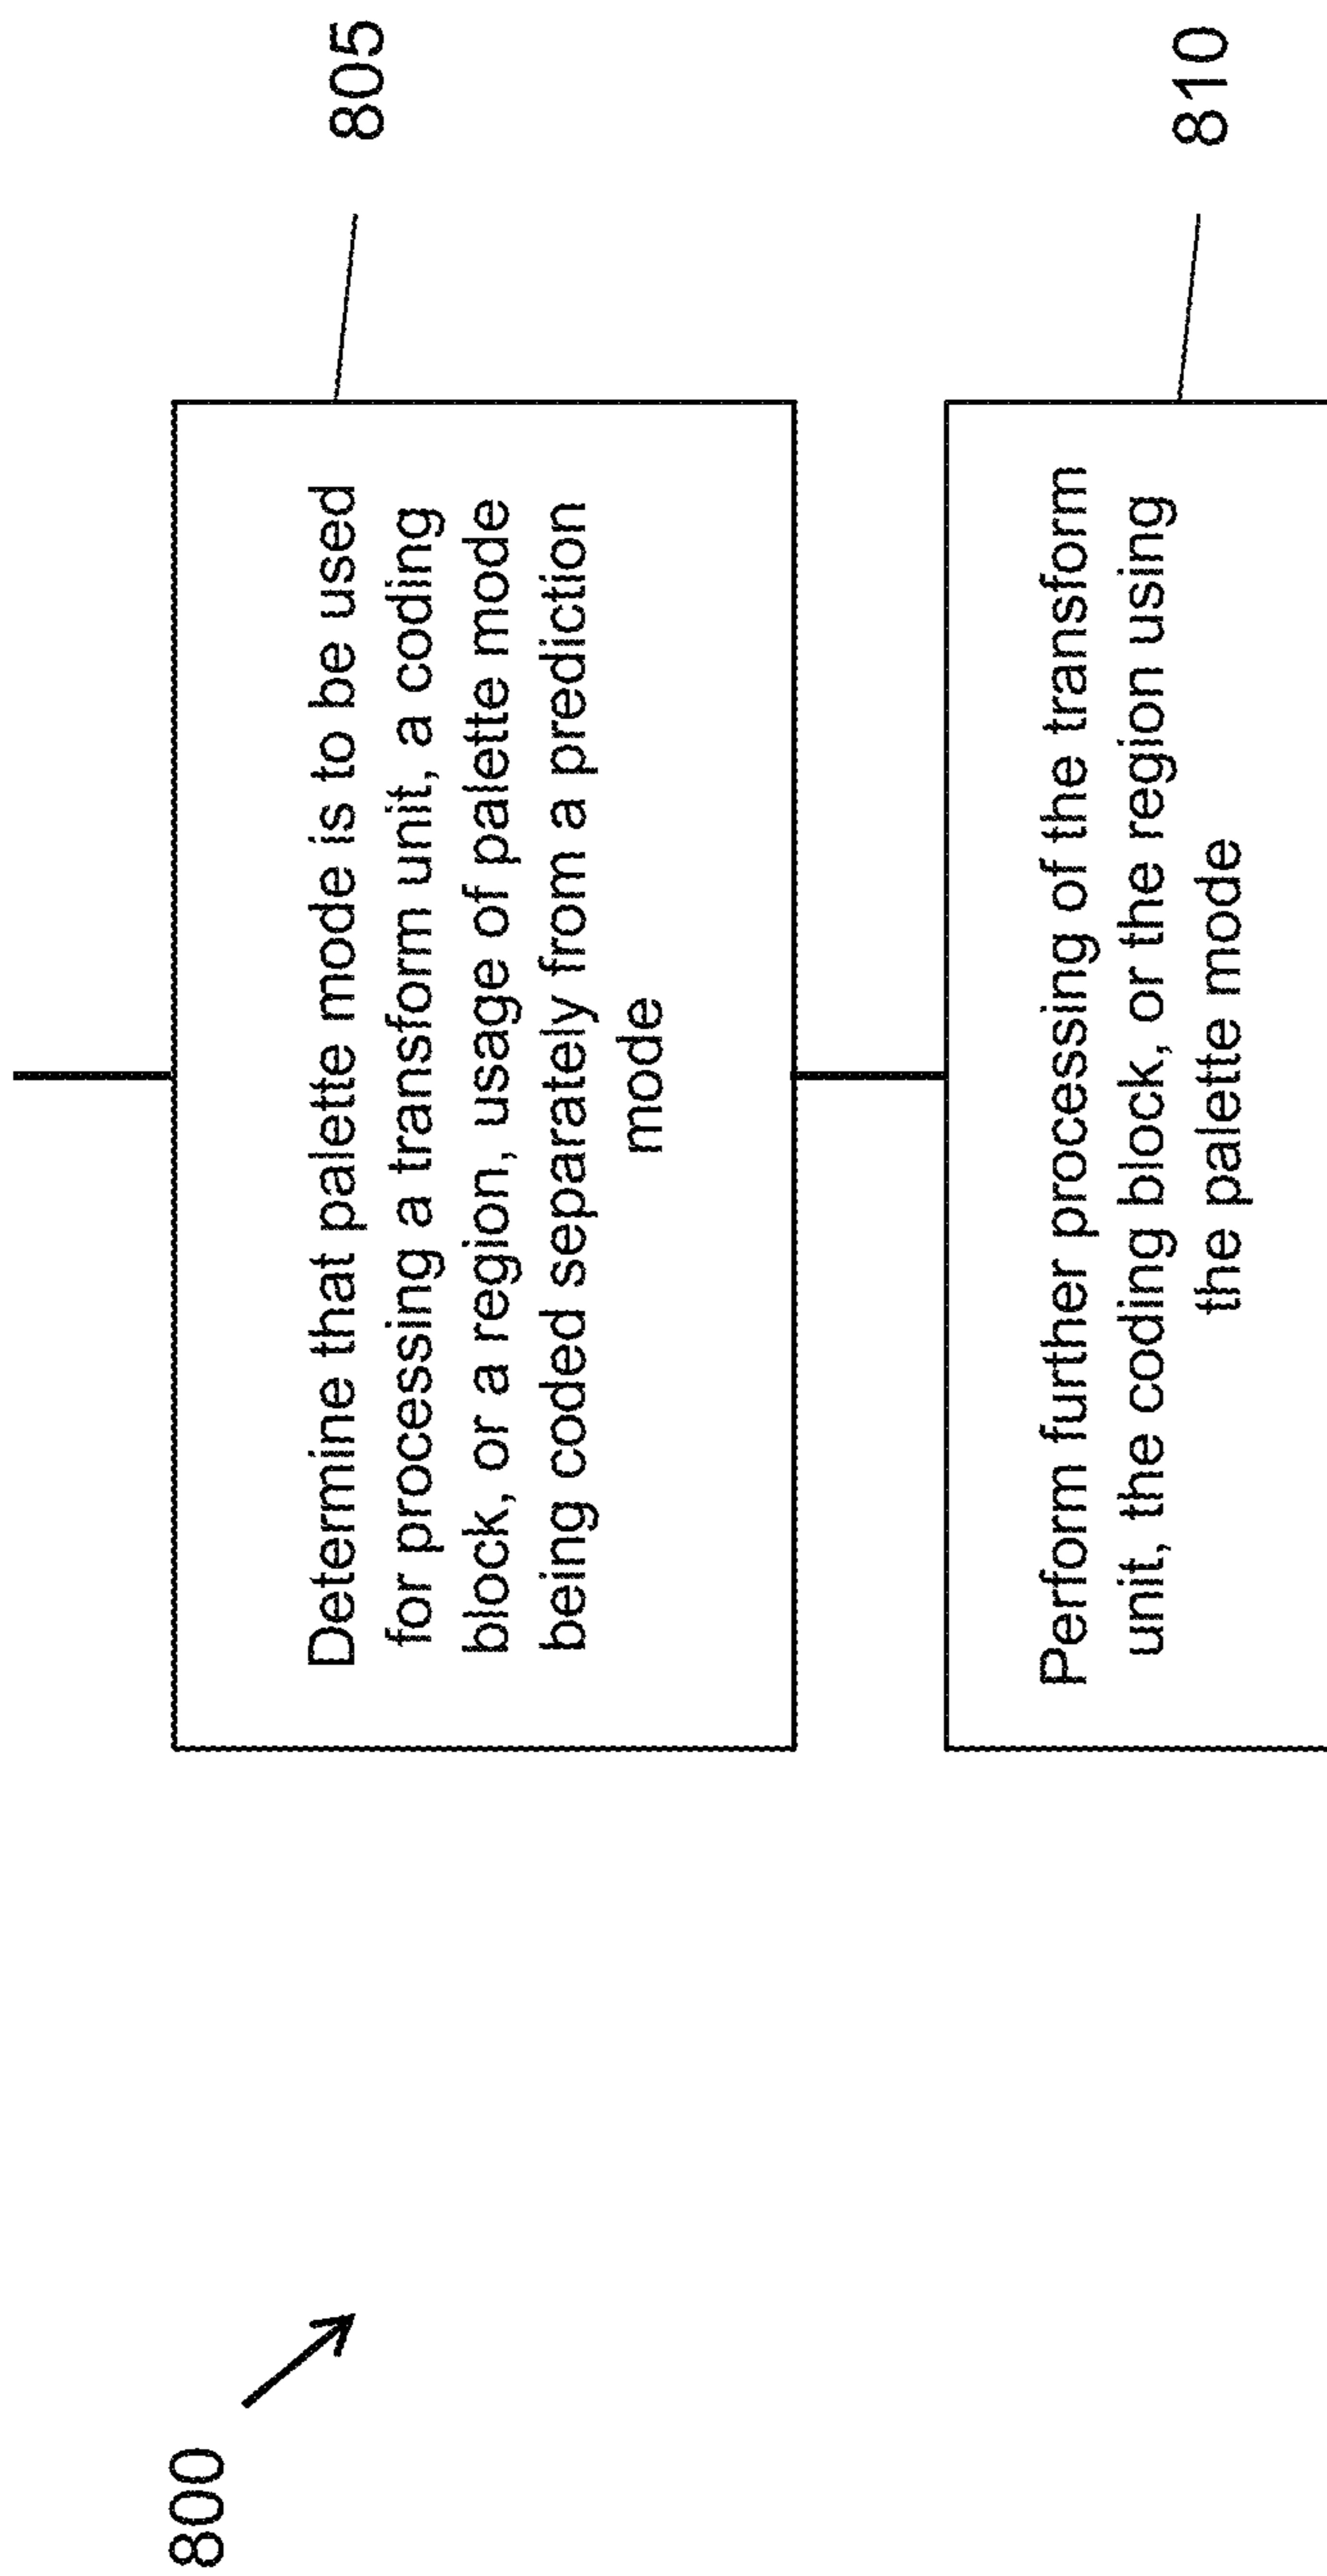 800
Determine that palette mode is to be used
for processing a transform unit, a coding
block, or a region, usage of palette mode
being coded separately from a prediction
mode
805
Perform further processing of the transform
unit, the coding block, or the region using
the palette mode
810